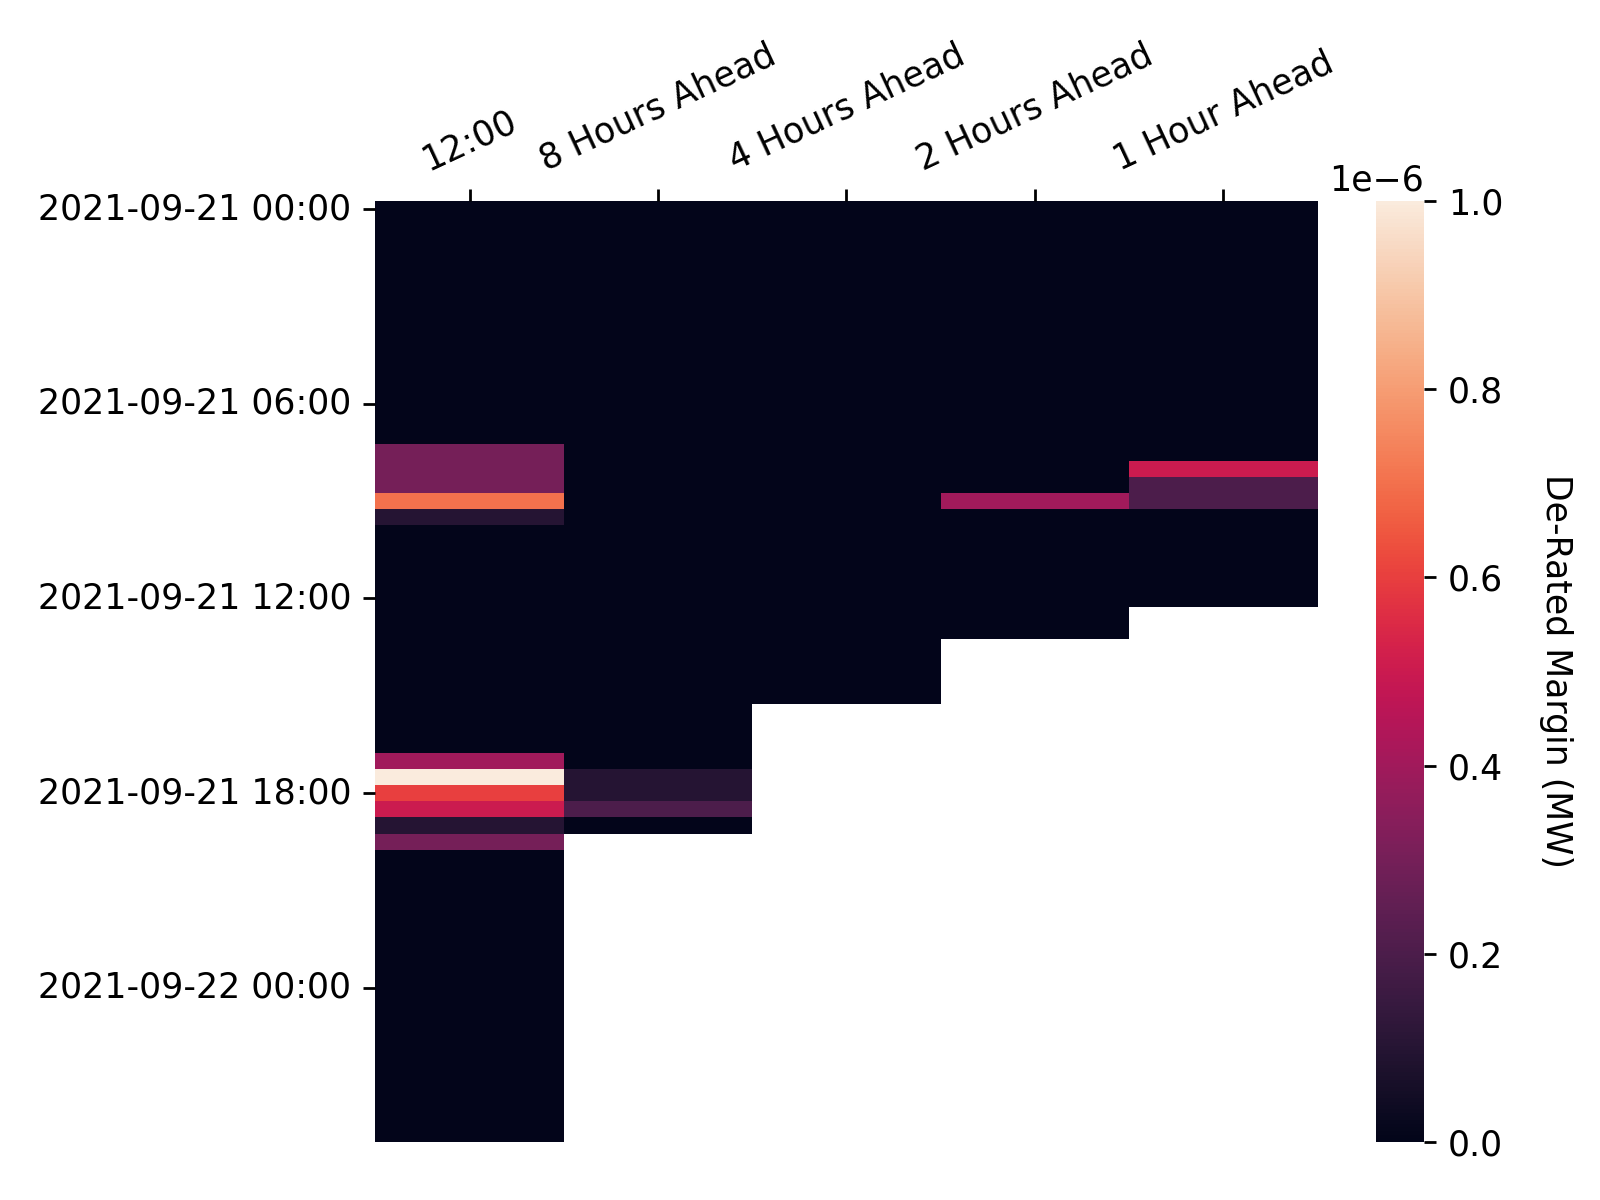 12:00
8 Hours Ahead
4 Hours Ahead
2 Hours Ahead
1 Hour Ahead
2021-09-21 00:00
2021-09-21 06:00
2021-09-21 12:00
2021-09-21 18:00
2021-09-22 00:00
1e−6
1.0
0.8
0.6
0.4
0.2
0.0
De-Rated Margin (MW)